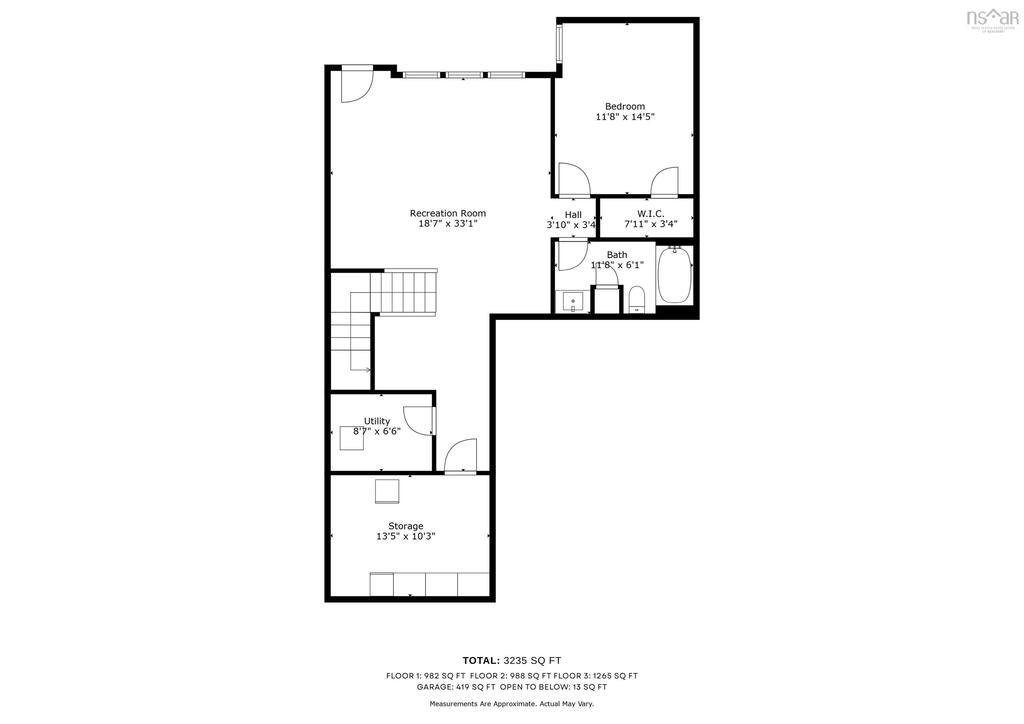 nsar
Bedroom
11'8" x 14'5"
Recreation Room
18'7" x 33'1"
Hall
3'10" x 3'4
W.I.C.
7'11" x 3'4"
Bath
11'8" x 6'1"
Utility
8'7" x 6'6"
Storage
13'5" x 10'3"
TOTAL: 3235 SQ FT
FLOOR 1: 982 SQ FT FLOOR 2: 988 SQ FT FLOOR 3: 1265 SQ FT
GARAGE: 419 SQ FT OPEN TO BELOW: 13 SQ FT
Measurements Are Approximate. Actual May Vary.